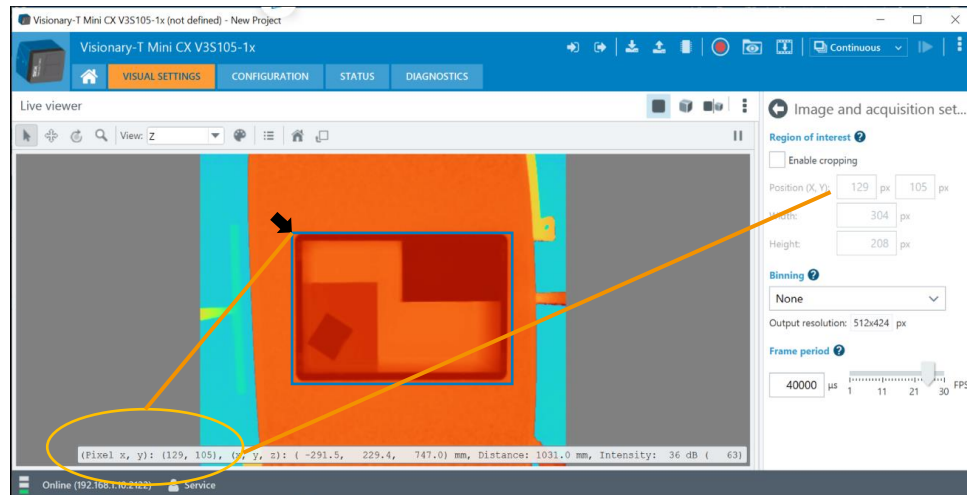 Visionary-T Mini CX V3S105-1x (not defined) - New Project
Visionary-T Mini CX V3S105-1x
Continuous
VISUAL SETTINGS
CONFIGURATION
STATUS
DIAGNOSTICS
Live viewer
Image and acquisition set...
View: Z
Region of interest
Enable cropping
Position (X, Y): 129 px 105 px
Width: 304 px
Height: 208 px
Binning
None
Output resolution: 512x424 px
Frame period
40000 µs
1 11 21 30 FPS
(Pixel x, y): (129, 105), (x, y, z): ( -291.5, 229.4, 747.0) mm, Distance: 1031.0 mm, Intensity: 36 dB ( 63)
Online (192.168.1.10:2122) Service